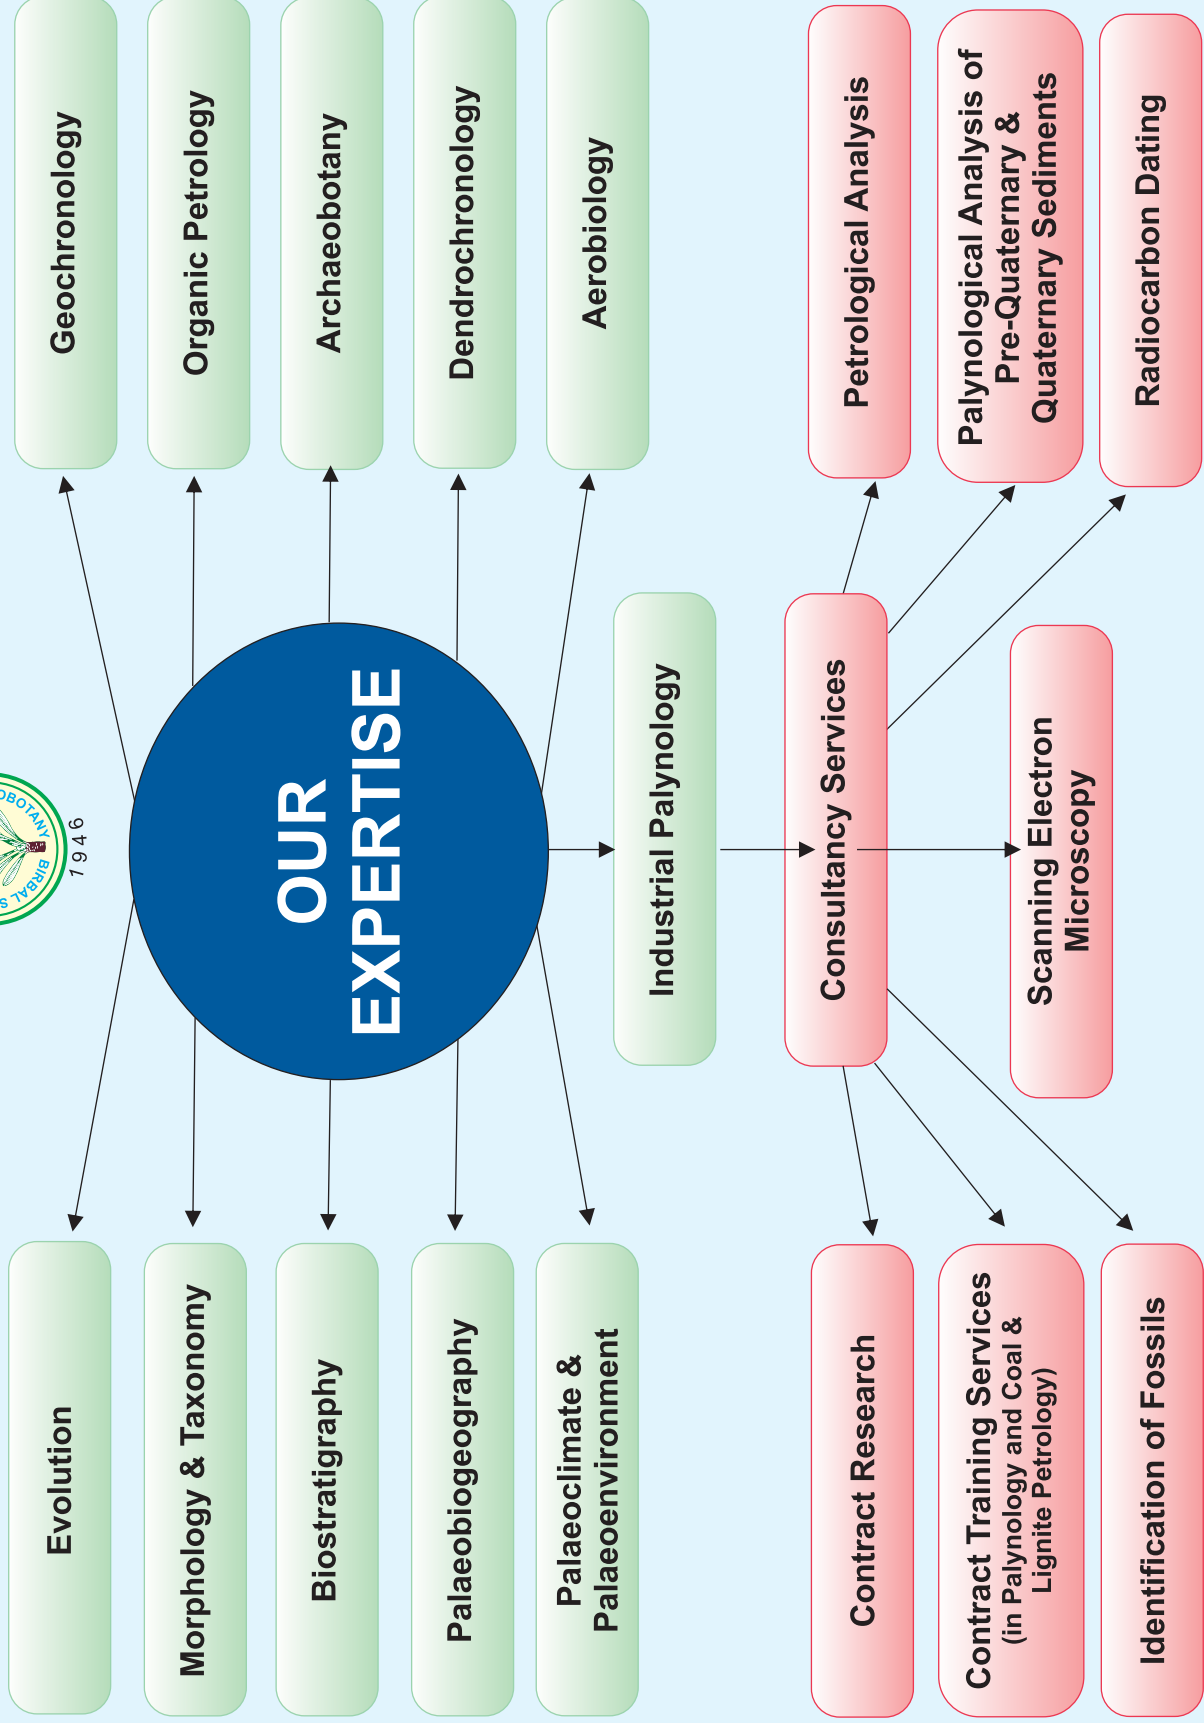 BIRBAL S
OBOTANY
1946
OUR
EXPERTISE
Evolution
Morphology & Taxonomy
Biostratigraphy
Palaeobiogeography
Palaeoclimate &
Palaeoenvironment
Geochronology
Organic Petrology
Archaeobotany
Dendrochronology
Aerobiology
Industrial Palynology
Consultancy Services
Contract Research
Contract Training Services
(in Palynology and Coal &
Lignite Petrology)
Identification of Fossils
Scanning Electron
Microscopy
Petrological Analysis
Palynological Analysis of
Pre-Quaternary &
Quaternary Sediments
Radiocarbon Dating